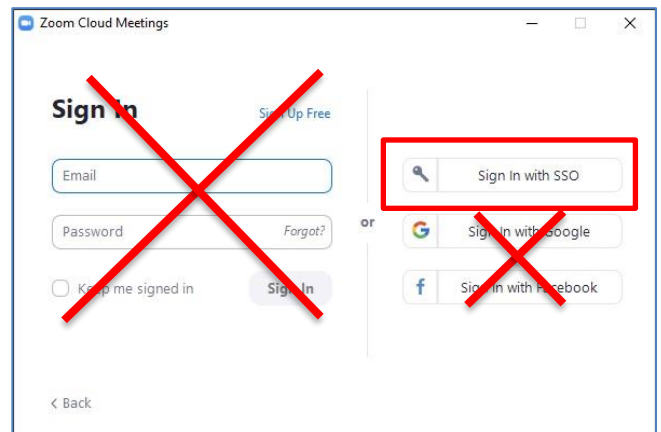 Zoom Cloud Meetings
Sign In
Sign Up Free
Email
Password
Forgot?
Keep me signed in
Sign In
or
Sign In with SSO
Sign In with Google
Sign In with Facebook
< Back